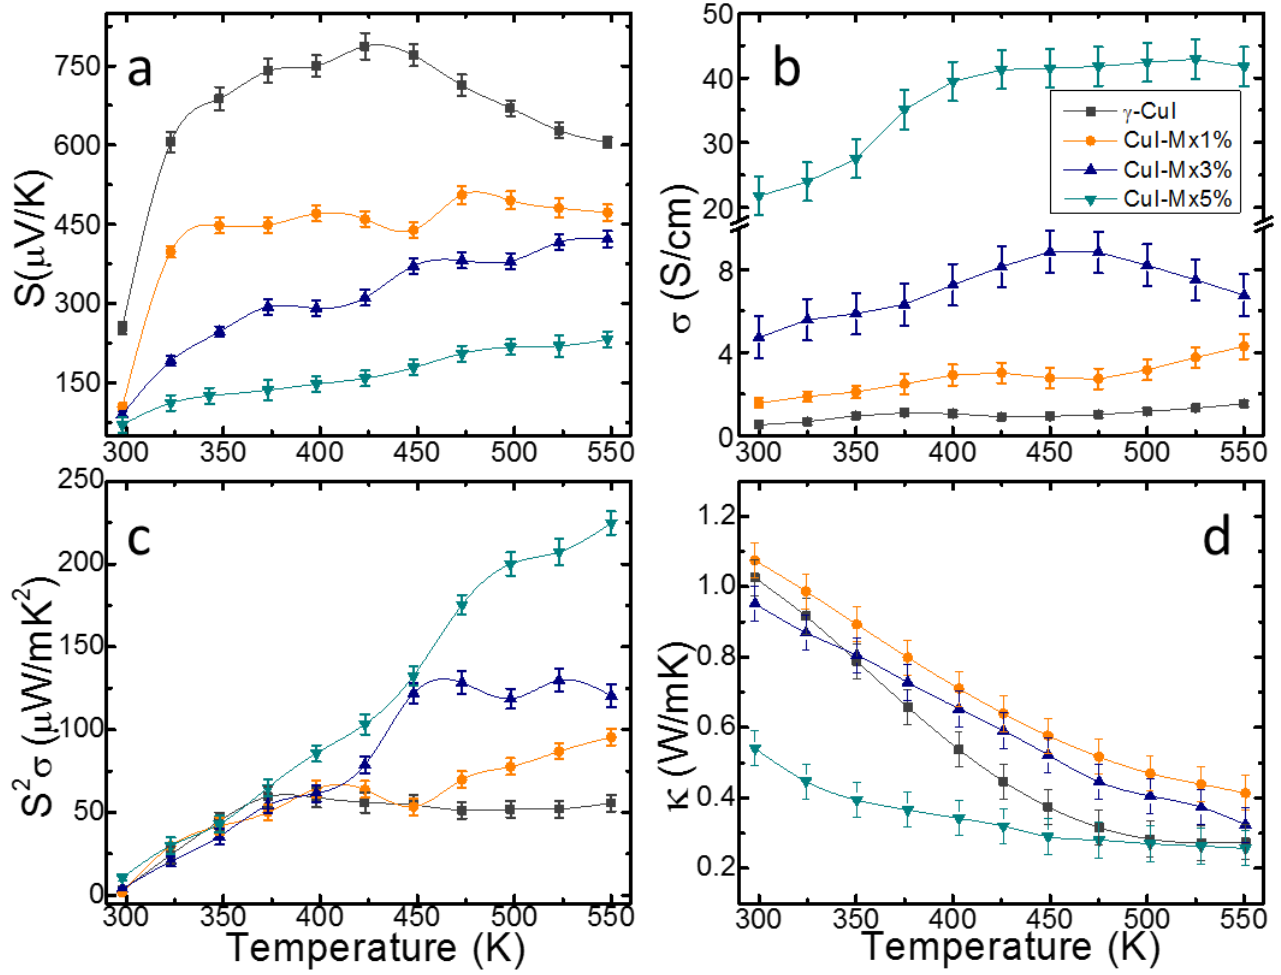 a
750
600
450
300
150
S(μV/K)
300 350 400 450 500 550
b
50
40
30
20
8
4
0
σ (S/cm)
γ-CuI
CuI-Mx1%
CuI-Mx3%
CuI-Mx5%
300 350 400 450 500 550
c
250
200
150
100
50
0
S²σ (μW/mK²)
300 350 400 450 500 550
Temperature (K)
d
1.2
1.0
0.8
0.6
0.4
0.2
κ (W/mK)
300 350 400 450 500 550
Temperature (K)